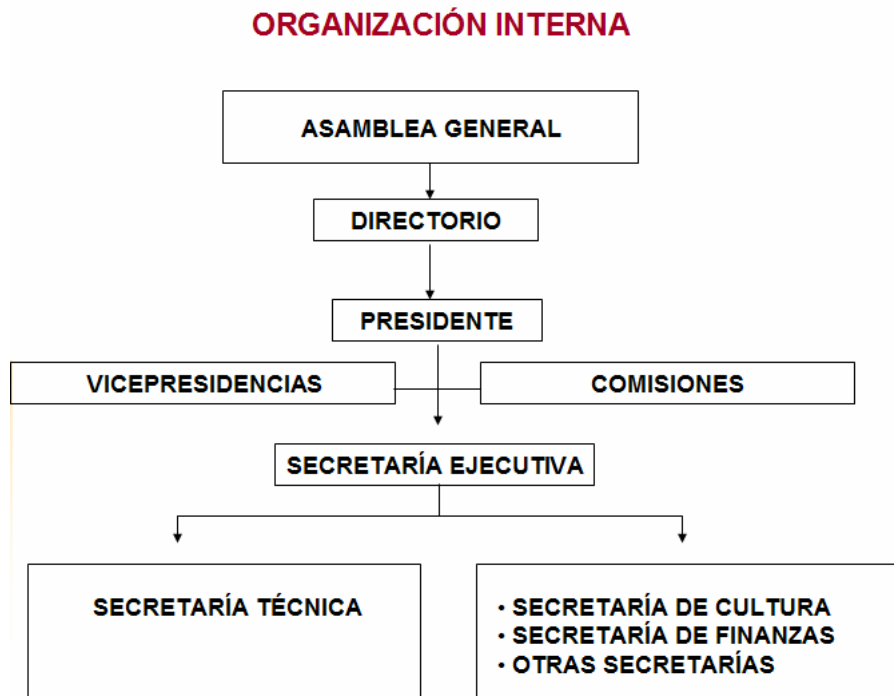 ORGANIZACIÓN INTERNA
ASAMBLEA GENERAL
DIRECTORIO
PRESIDENTE
VICEPRESIDENCIAS
COMISIONES
SECRETARÍA EJECUTIVA
SECRETARÍA TÉCNICA
• SECRETARÍA DE CULTURA
• SECRETARÍA DE FINANZAS
• OTRAS SECRETARÍAS